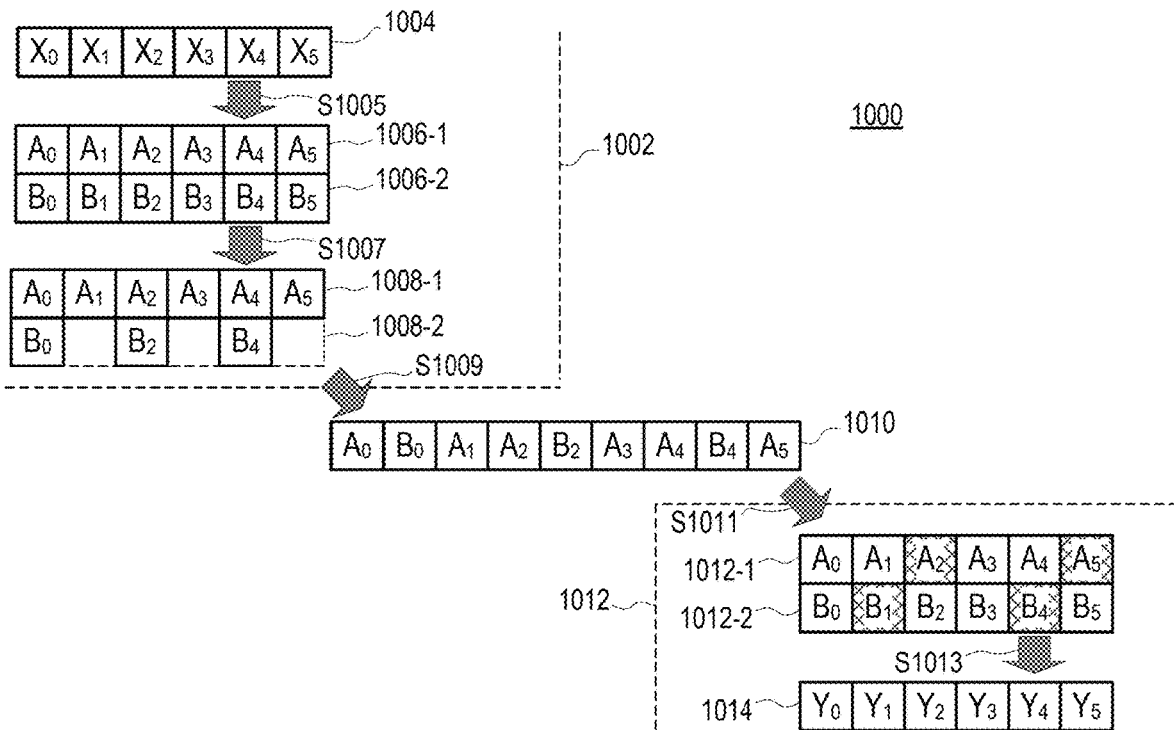 X₀ X₁ X₂ X₃ X₄ X₅ 1004
S1005
1000
A₀ A₁ A₂ A₃ A₄ A₅ 1006-1
1002
B₀ B₁ B₂ B₃ B₄ B₅ 1006-2
S1007
A₀ A₁ A₂ A₃ A₄ A₅ 1008-1
B₀ B₂ B₄ 1008-2
S1009
A₀ B₀ A₁ A₂ B₂ A₃ A₄ B₄ A₅ 1010
S1011
1012-1 A₀ A₁ A₂ A₃ A₄ A₅
1012
1012-2 B₀ B₁ B₂ B₃ B₄ B₅
S1013
1014 Y₀ Y₁ Y₂ Y₃ Y₄ Y₅